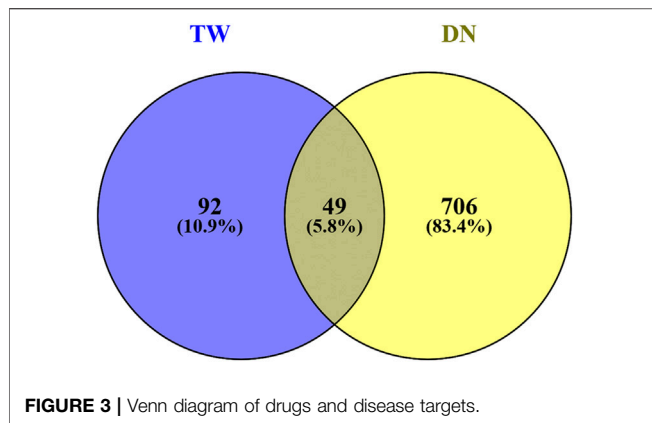 TW DN
92 49 706
(10.9%) (5.8%) (83.4%)
FIGURE 3 | Venn diagram of drugs and disease targets.